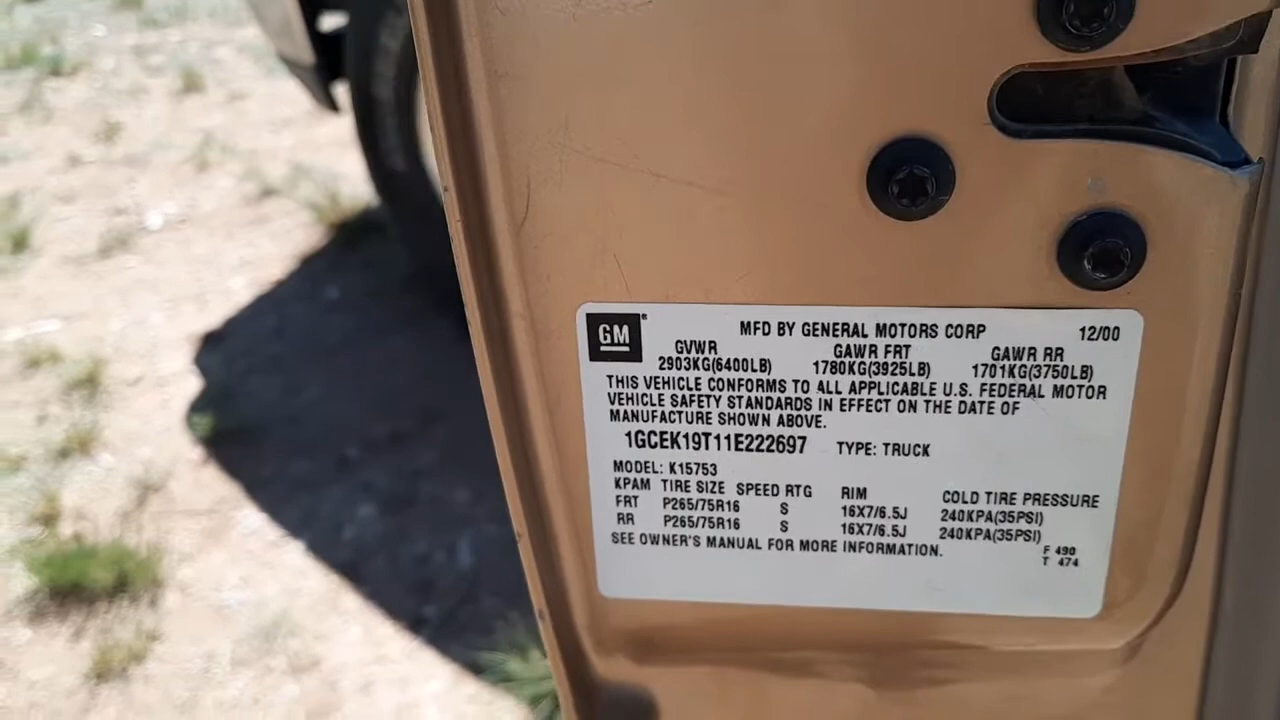 GM® MFD BY GENERAL MOTORS CORP 12/00
GVWR GAWR FRT GAWR RR
2903KG(6400LB) 1780KG(3925LB) 1701KG(3750LB)
THIS VEHICLE CONFORMS TO ALL APPLICABLE U.S. FEDERAL MOTOR
VEHICLE SAFETY STANDARDS IN EFFECT ON THE DATE OF
MANUFACTURE SHOWN ABOVE.
1GCEK19T11E222697 TYPE: TRUCK
MODEL: K15753
KPAM TIRE SIZE SPEED RTG RIM COLD TIRE PRESSURE
FRT P265/75R16 S 16X7/6.5J 240KPA(35PSI)
RR P265/75R16 S 16X7/6.5J 240KPA(35PSI)
SEE OWNER'S MANUAL FOR MORE INFORMATION.
F 490
T 474